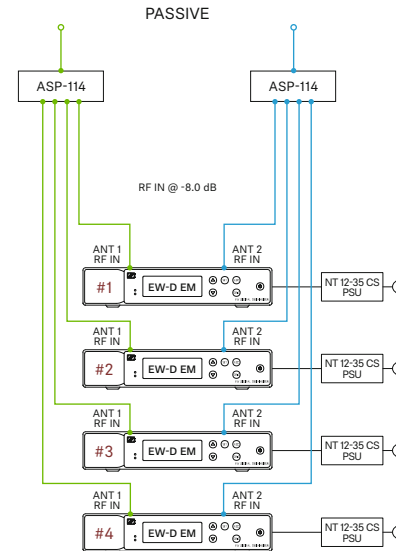 PASSIVE
ASP-114
ASP-114
RF IN @ -8.0 dB
ANT 1
RF IN
ANT 2
RF IN
#1
EW-D EM
NT 12-35 CS
PSU
ANT 1
RF IN
ANT 2
RF IN
#2
EW-D EM
NT 12-35 CS
PSU
ANT 1
RF IN
ANT 2
RF IN
#3
EW-D EM
NT 12-35 CS
PSU
ANT 1
RF IN
ANT 2
RF IN
#4
EW-D EM
NT 12-35 CS
PSU